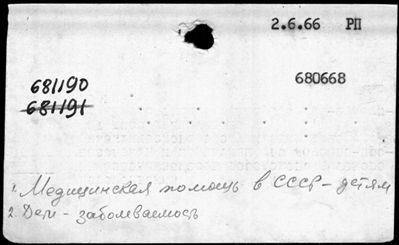 2.6.66 РП
680668
681190
681191
1. Медицинская помощь в СССР – детям
2. Дети – заболеваемость